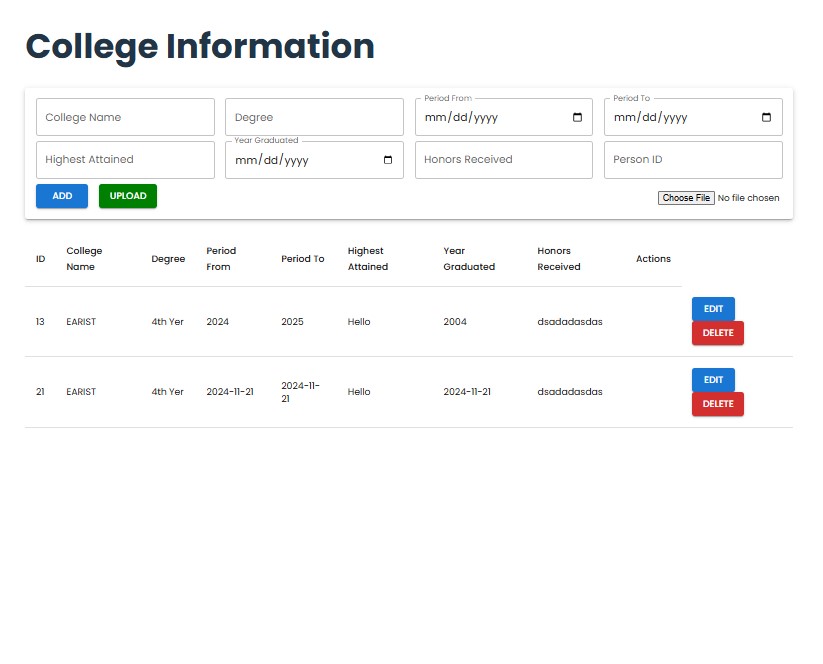 College Information
Period From Period To
College Name Degree mm/dd/yyyy mm/dd/yyyy
Year Graduated
Highest Attained mm/dd/yyyy Honors Received Person ID
ADD UPLOAD Choose File No file chosen
ID College Name Degree Period From Period To Highest Attained Year Graduated Honors Received Actions
13 EARIST 4th Yer 2024 2025 Hello 2004 dsadadasdas EDIT
DELETE
21 EARIST 4th Yer 2024-11-21 2024-11-21 Hello 2024-11-21 dsadadasdas EDIT
DELETE